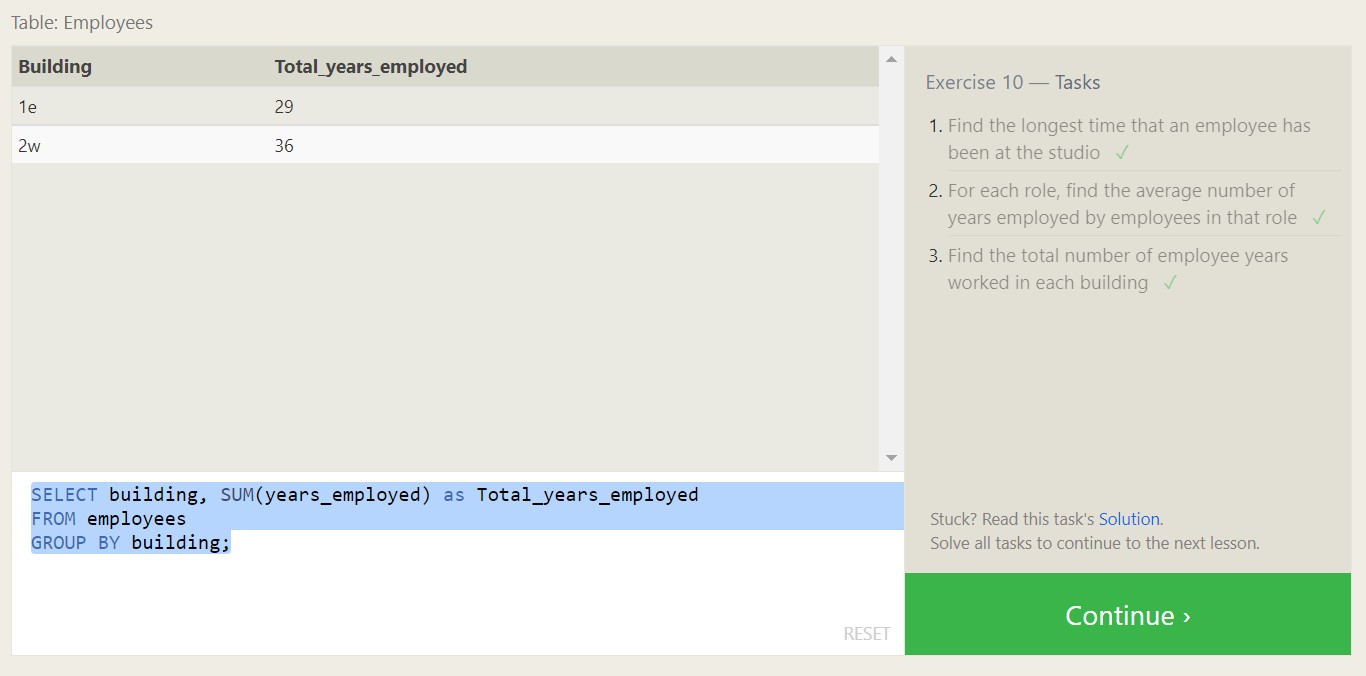 Table: Employees
Building Total_years_employed
1e 29
2w 36
SELECT building, SUM(years_employed) as Total_years_employed
FROM employees
GROUP BY building;
RESET
Exercise 10 — Tasks
1. Find the longest time that an employee has
been at the studio ✓
2. For each role, find the average number of
years employed by employees in that role ✓
3. Find the total number of employee years
worked in each building ✓
Stuck? Read this task's Solution.
Solve all tasks to continue to the next lesson.
Continue ›